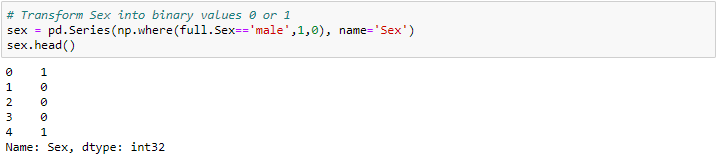 # Transform Sex into binary values 0 or 1
sex = pd.Series(np.where(full.Sex=='male',1,0), name='Sex')
sex.head()
0    1
1    0
2    0
3    0
4    1
Name: Sex, dtype: int32